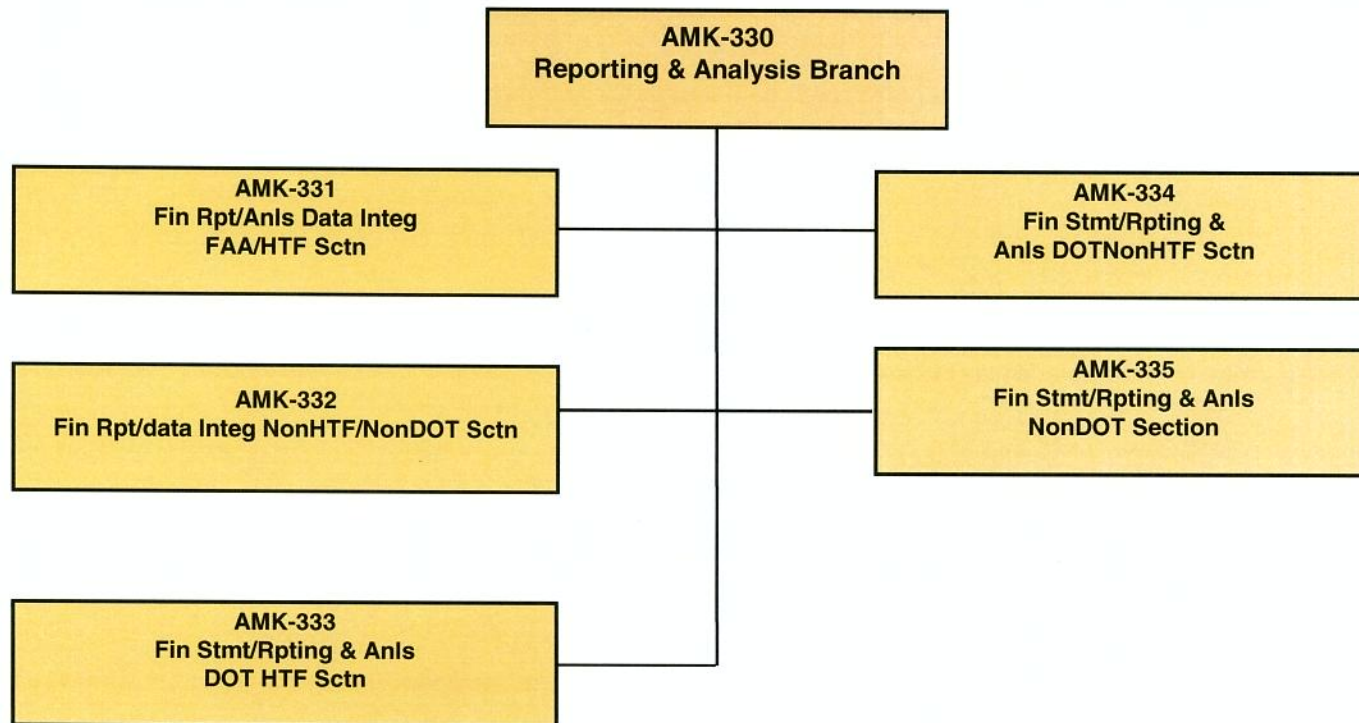 AMK-330
Reporting & Analysis Branch
AMK-331
Fin Rpt/Anls Data Integ
FAA/HTF Sctn
AMK-334
Fin Stmt/Rpting &
Anls DOTNonHTF Sctn
AMK-332
Fin Rpt/data Integ NonHTF/NonDOT Sctn
AMK-335
Fin Stmt/Rpting & Anls
NonDOT Section
AMK-333
Fin Stmt/Rpting & Anls
DOT HTF Sctn